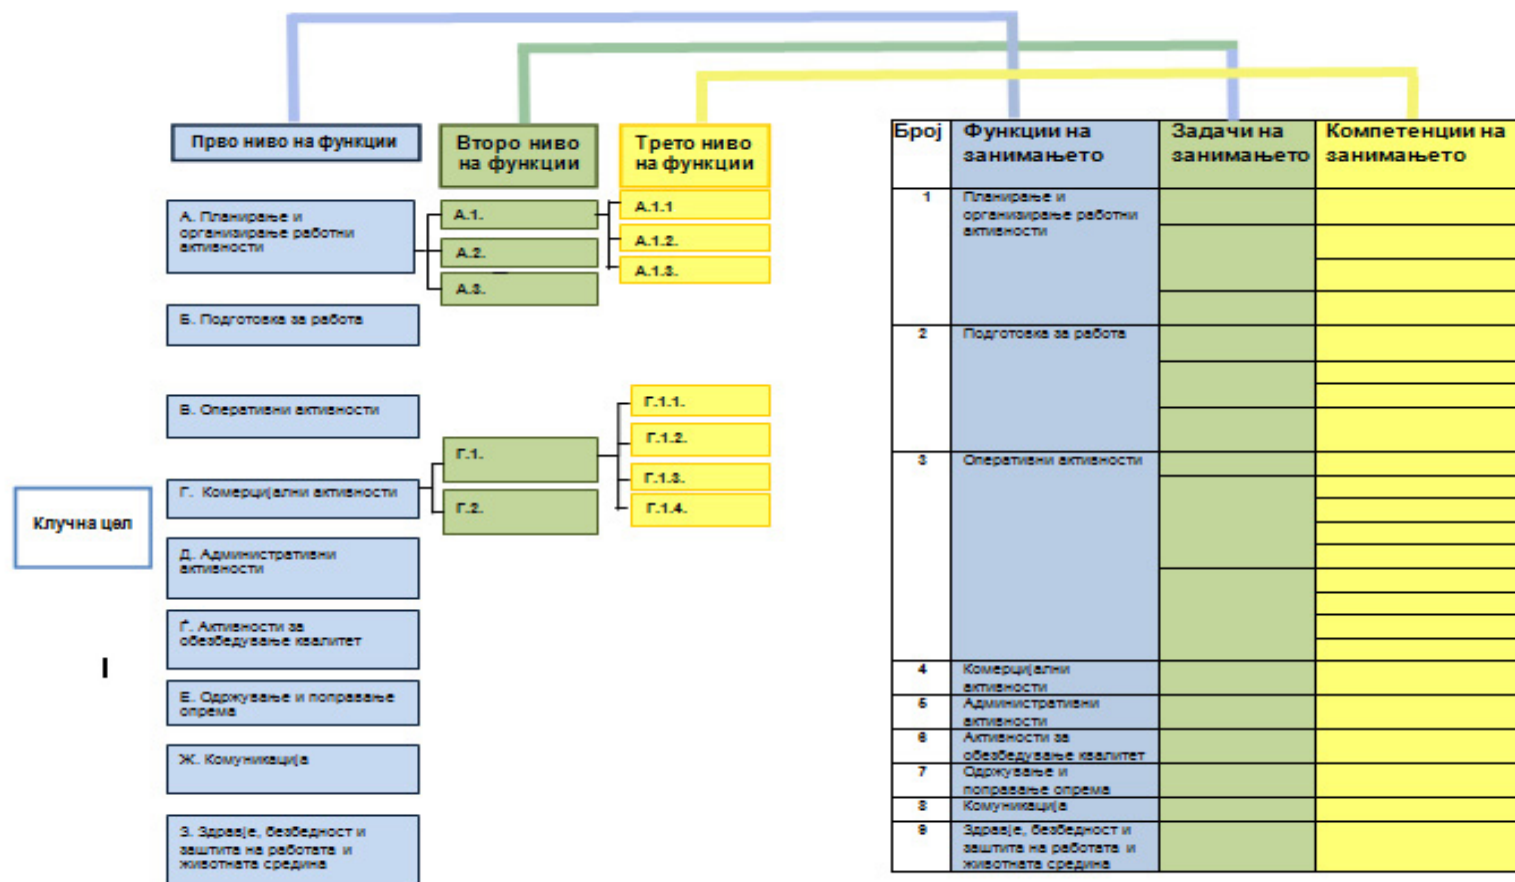 Прво ниво на функции
Второ ниво
на функции
Трето ниво
на функции
А. Планирање и
организирање работни
активности
А.1.
А.2.
А.3.
А.1.1
А.1.2.
А.1.3.
Б. Подготовка за работа
В. Оперативни активности
Г. Комерцијални активности
Г.1.
Г.2.
Г.1.1.
Г.1.2.
Г.1.3.
Г.1.4.
Клучна цел
Д. Административни
активности
Ѓ. Активности за
обезбедување квалитет
Е. Одржување и поправање
опрема
Ж. Комуникација
З. Здравје, безбедност и
заштита на работата и
животната средина
Број
Функции на
занимањето
Задачи на
занимањето
Компетенции на
занимањето
1
Планирање и
организирање работни
активности
2
Подготовка за работа
3
Оперативни активности
4
Комерцијални
активности
5
Административни
активности
6
Активности за
обезбедување квалитет
7
Одржување и
поправање опрема
8
Комуникација
9
Здравје, безбедност и
заштита на работата и
животната средина